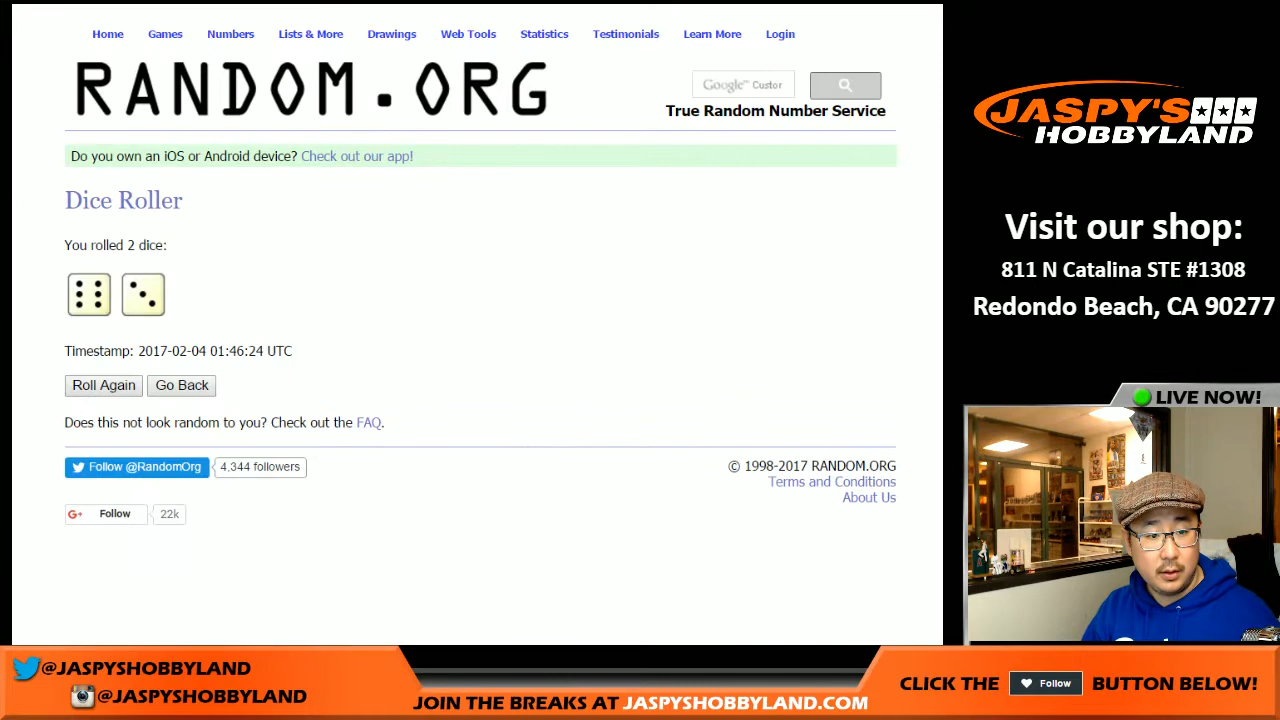 Home Games Numbers Lists & More Drawings Web Tools Statistics Testimonials Learn More Login
RANDOM.ORG
Google™ Custor
True Random Number Service
Do you own an iOS or Android device? Check out our app!
Dice Roller
You rolled 2 dice:
Timestamp: 2017-02-04 01:46:24 UTC
Roll Again Go Back
Does this not look random to you? Check out the FAQ.
Follow @RandomOrg 4,344 followers
© 1998-2017 RANDOM.ORG
Terms and Conditions
About Us
G+ Follow 22k
JASPY'S
HOBBYLAND
Visit our shop:
811 N Catalina STE #1308
Redondo Beach, CA 90277
LIVE NOW!
@JASPYSHOBBYLAND
@JASPYSHOBBYLAND
JOIN THE BREAKS AT JASPYSHOBBYLAND.COM
CLICK THE Follow BUTTON BELOW!